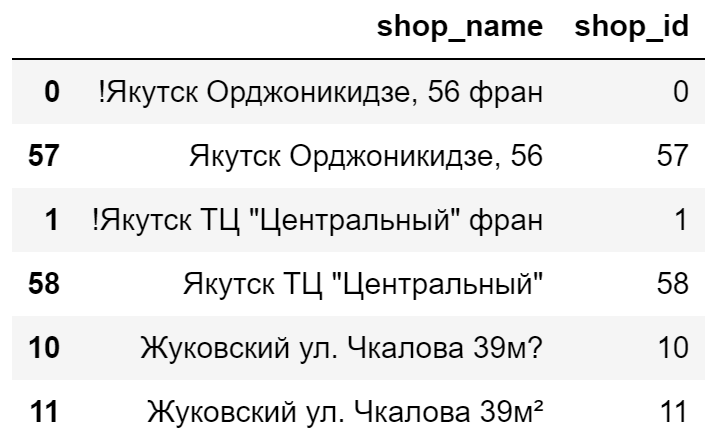 shop_name shop_id
0 !Якутск Орджоникидзе, 56 фран 0
57 Якутск Орджоникидзе, 56 57
1 !Якутск ТЦ "Центральный" фран 1
58 Якутск ТЦ "Центральный" 58
10 Жуковский ул. Чкалова 39м? 10
11 Жуковский ул. Чкалова 39м² 11